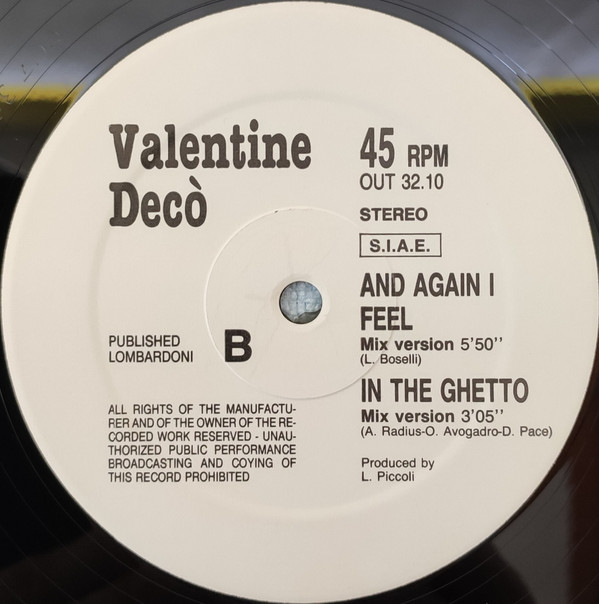 Valentine
Decò
45 RPM
OUT 32.10
STEREO
S.I.A.E.
AND AGAIN I
FEEL
Mix version 5'50''
(L. Boselli)
IN THE GHETTO
Mix version 3'05''
(A. Radius-O. Avogadro-D. Pace)
Produced by
L. Piccoli
PUBLISHED
LOMBARDONI
B
ALL RIGHTS OF THE MANUFACTU-
RER AND OF THE OWNER OF THE RE-
CORDED WORK RESERVED - UNAU-
THORIZED PUBLIC PERFORMANCE
BROADCASTING AND COYING OF
THIS RECORD PROHIBITED